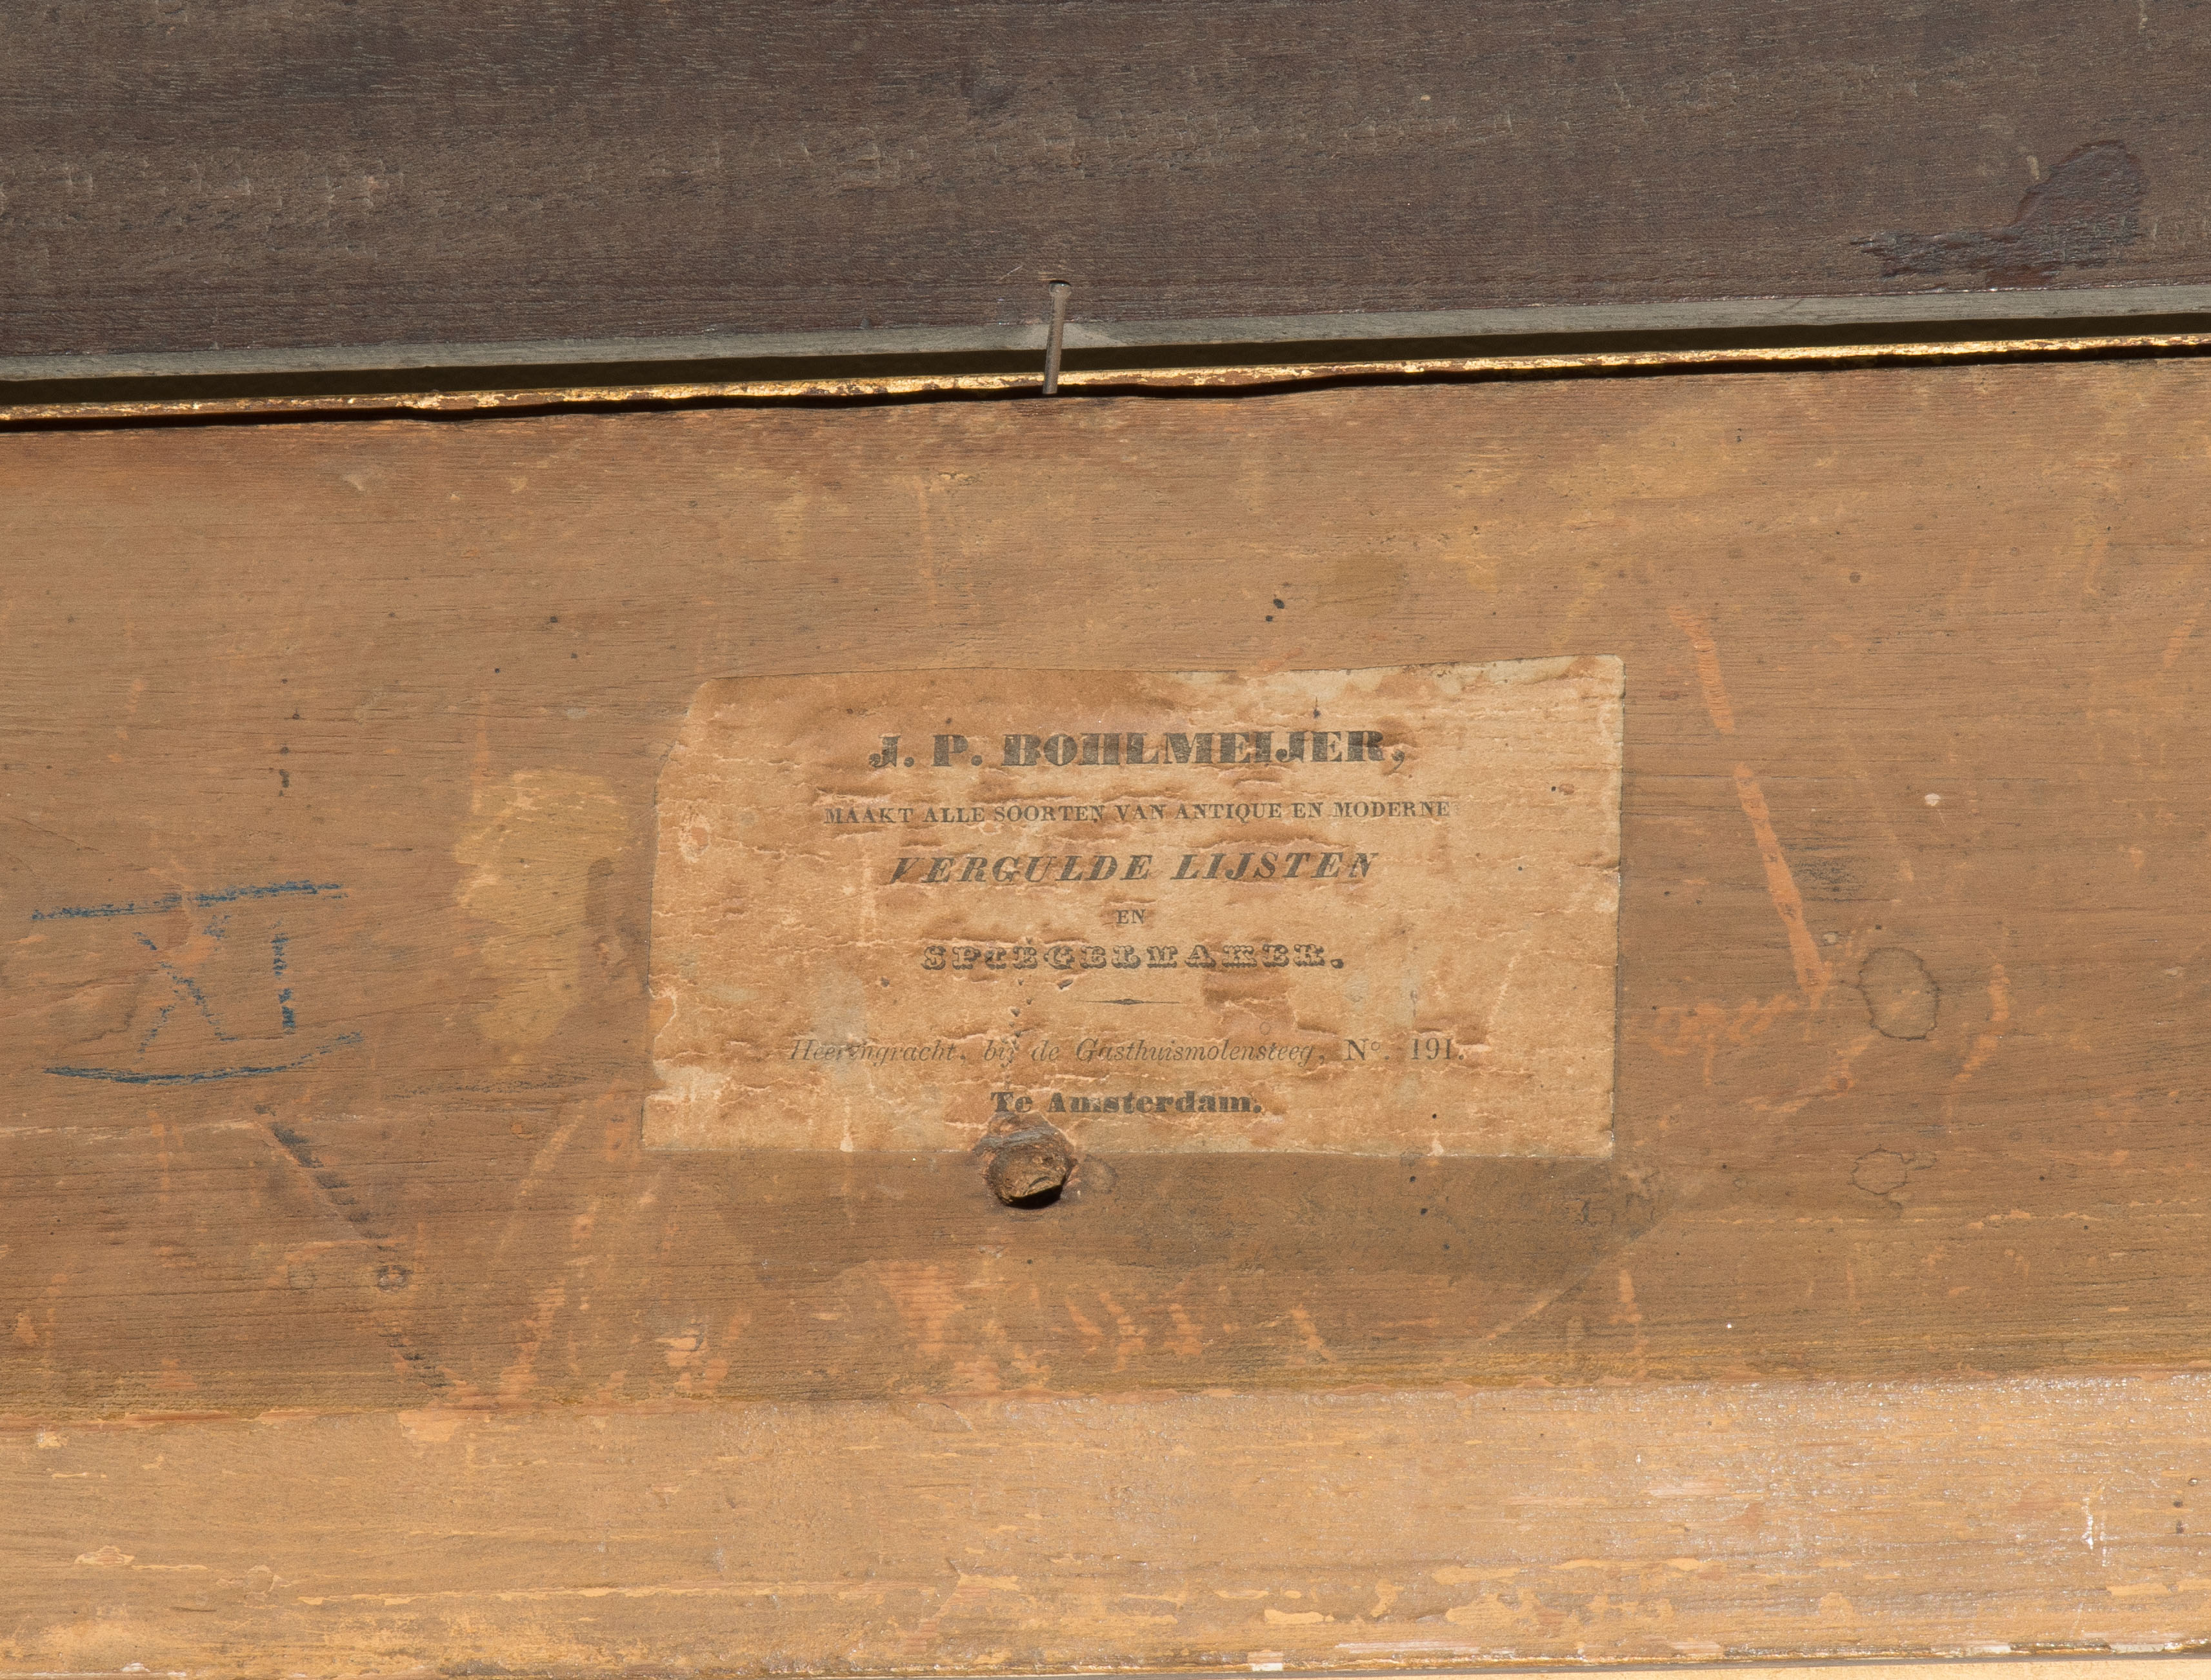 J. P. BOHLMEIJER,
MAAKT ALLE SOORTEN VAN ANTIQUE EN MODERNE
VERGULDE LIJSTEN
EN
SPIEGELMAKER.
Heerengracht, bij de Gasthuismolensteeg, No. 191.
Te Amsterdam.
XI